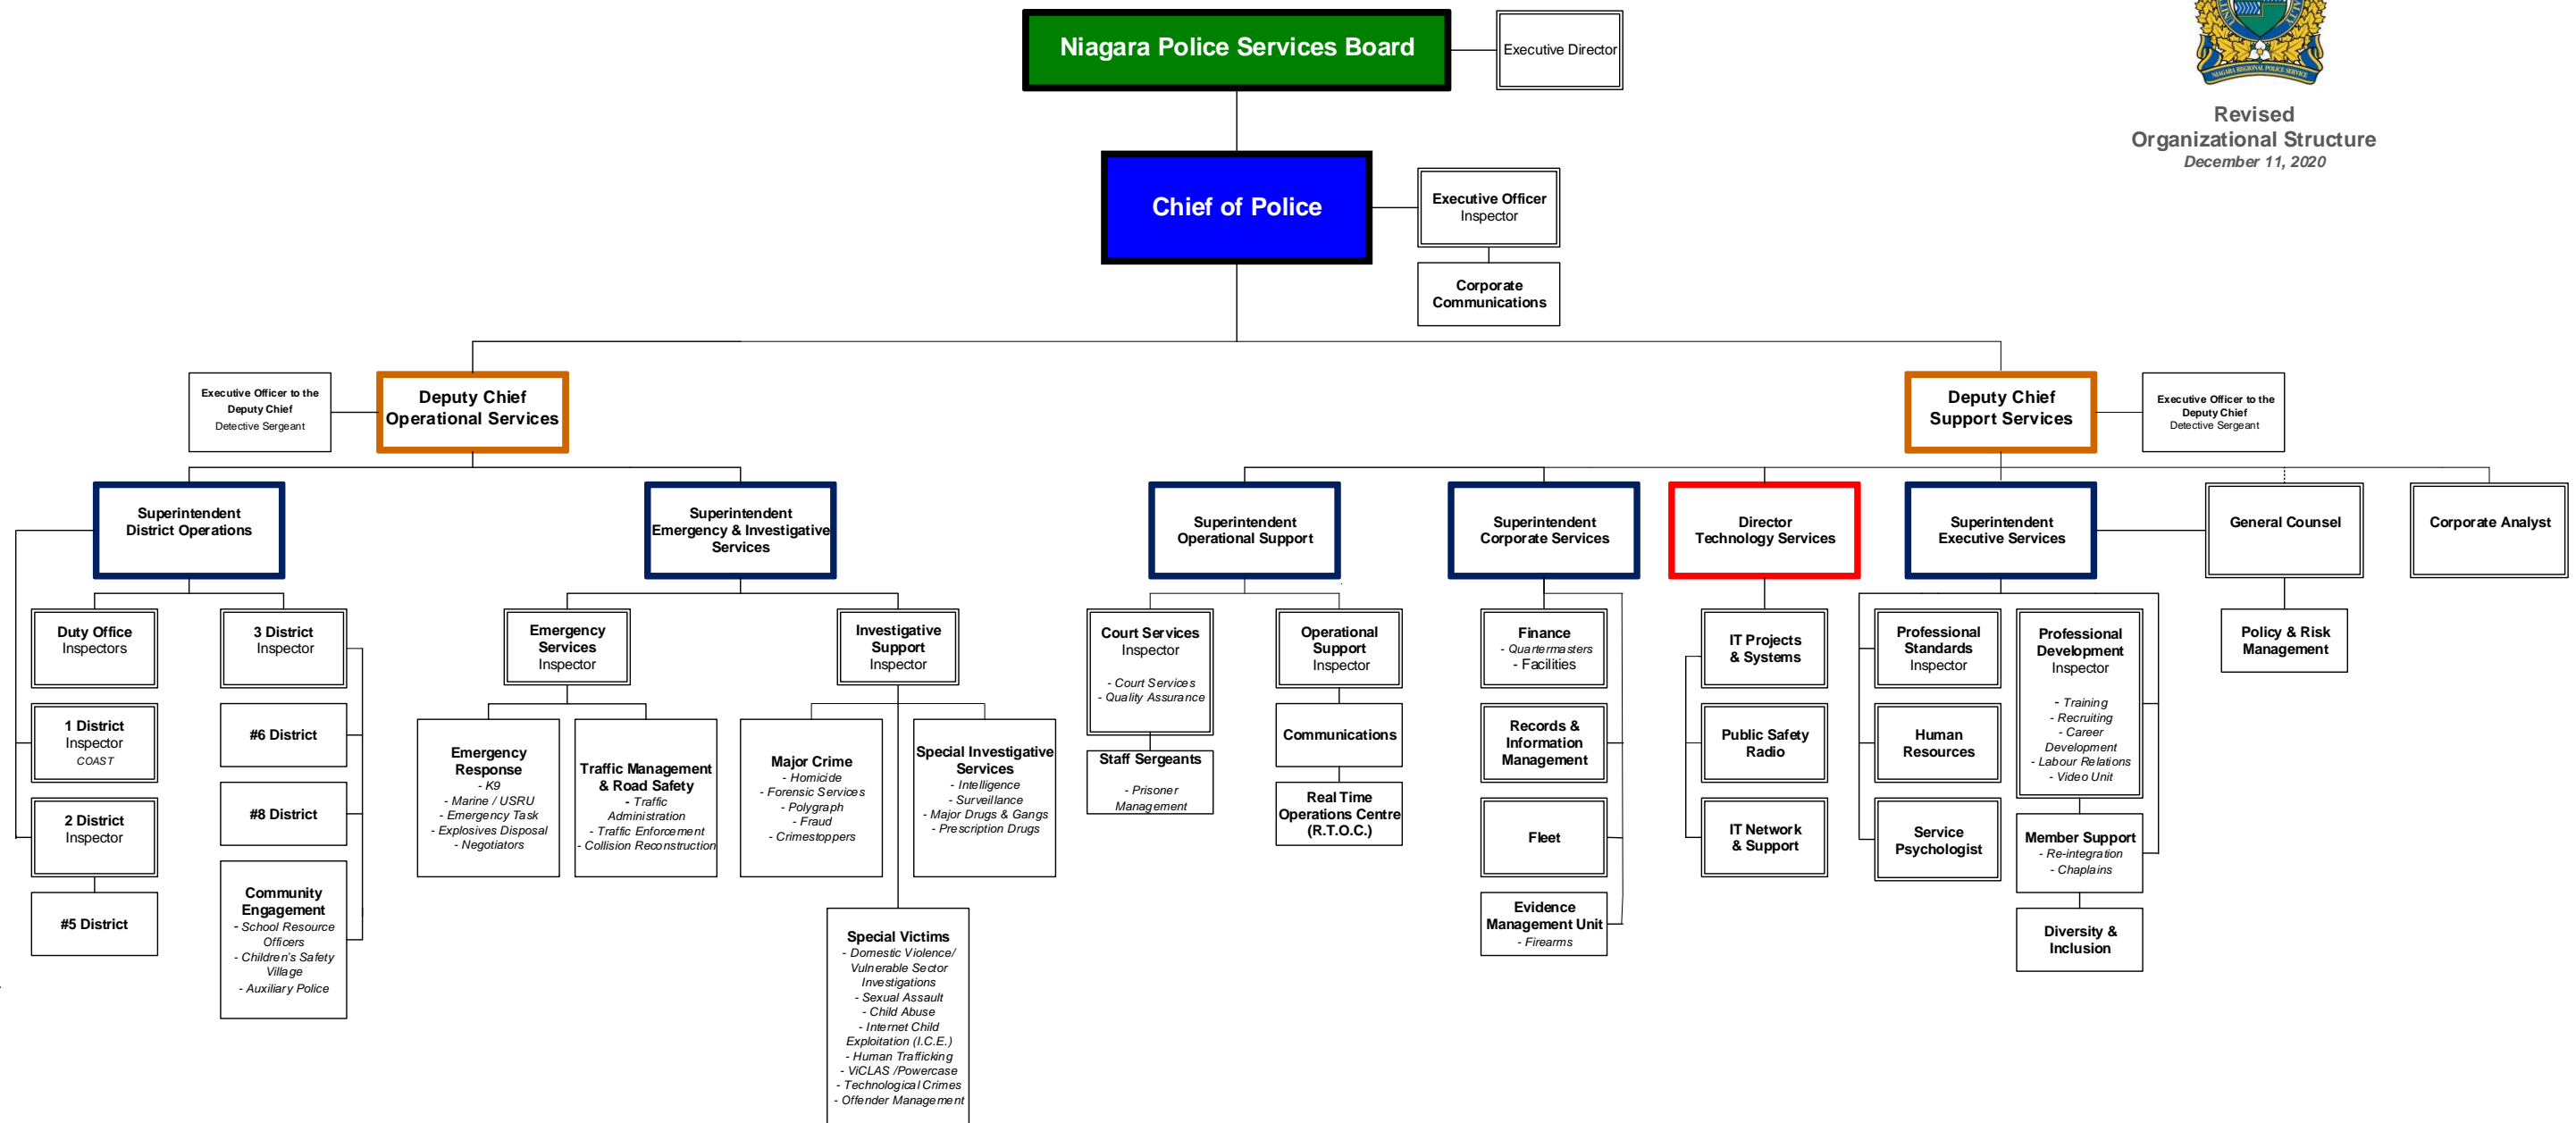 Niagara Police Services Board
Executive Director
NIAGARA REGIONAL POLICE SERVICE
Revised
Organizational Structure
December 11, 2020
Chief of Police
Executive Officer
Inspector
Corporate
Communications
Executive Officer to the
Deputy Chief
Detective Sergeant
Deputy Chief
Operational Services
Deputy Chief
Support Services
Executive Officer to the
Deputy Chief
Detective Sergeant
Superintendent
District Operations
Superintendent
Emergency & Investigative
Services
Superintendent
Operational Support
Superintendent
Corporate Services
Director
Technology Services
Superintendent
Executive Services
General Counsel
Corporate Analyst
Duty Office
Inspectors
1 District
Inspector
COAST
2 District
Inspector
#5 District
3 District
Inspector
#6 District
#8 District
Community
Engagement
- School Resource
Officers
- Children's Safety
Village
- Auxiliary Police
Emergency
Services
Inspector
Emergency
Response
- K9
- Marine / USRU
- Emergency Task
- Explosives Disposal
- Negotiators
Traffic Management
& Road Safety
- Traffic
Administration
- Traffic Enforcement
- Collision Reconstruction
Investigative
Support
Inspector
Major Crime
- Homicide
- Forensic Services
- Polygraph
- Fraud
- Crimestoppers
Special Investigative
Services
- Intelligence
- Surveillance
- Major Drugs & Gangs
- Prescription Drugs
Special Victims
- Domestic Violence/
Vulnerable Sector
Investigations
- Sexual Assault
- Child Abuse
- Internet Child
Exploitation (I.C.E.)
- Human Trafficking
- ViCLAS /Powercase
- Technological Crimes
- Offender Management
Court Services
Inspector
- Court Services
- Quality Assurance
Staff Sergeants
- Prisoner
Management
Operational
Support
Inspector
Communications
Real Time
Operations Centre
(R.T.O.C.)
Finance
- Quartermasters
- Facilities
Records &
Information
Management
Fleet
Evidence
Management Unit
- Firearms
IT Projects
& Systems
Public Safety
Radio
IT Network
& Support
Professional
Standards
Inspector
Human
Resources
Service
Psychologist
Professional
Development
Inspector
- Training
- Recruiting
- Career
Development
- Labour Relations
- Video Unit
Member Support
- Re-integration
- Chaplains
Diversity &
Inclusion
Policy & Risk
Management